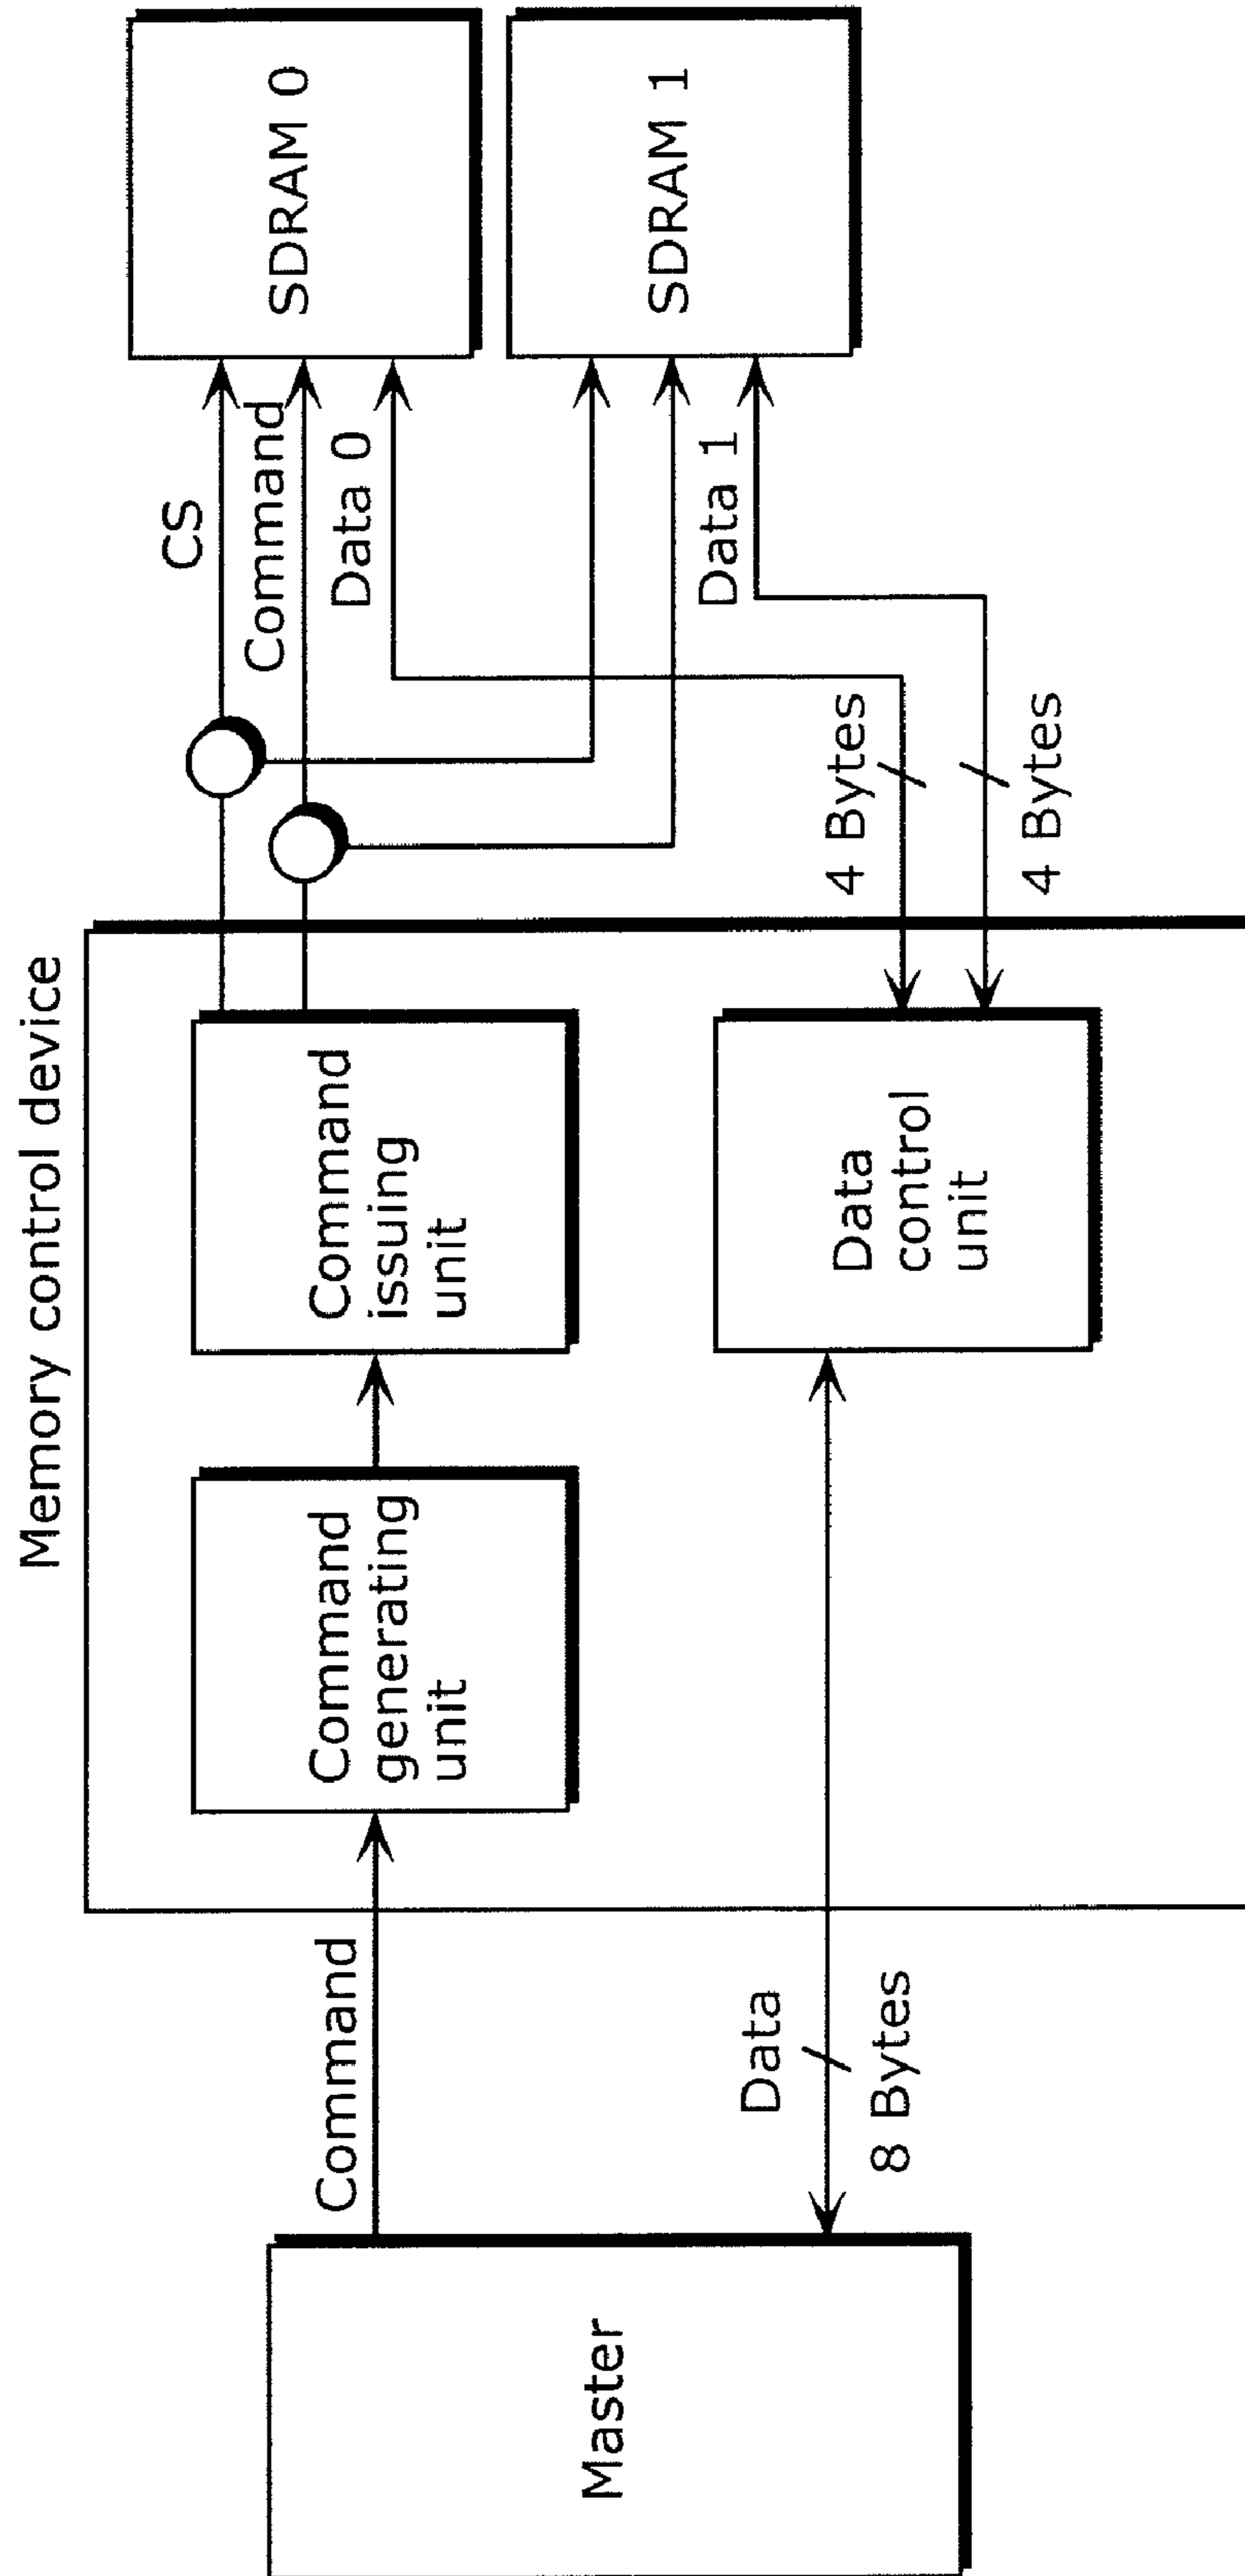 Memory control device
Master
Command
Data
8 Bytes
Command
generating
unit
Command
issuing
unit
Data
control
unit
CS
Command
Data 0
Data 1
4 Bytes
4 Bytes
SDRAM 0
SDRAM 1